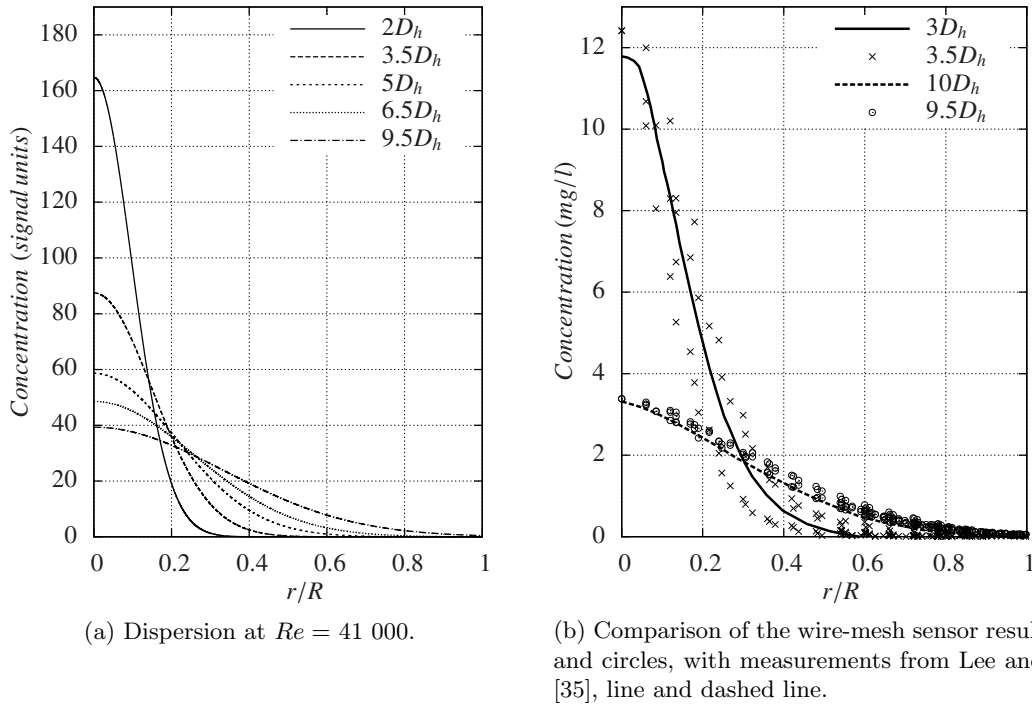 180
160
140
120
100
80
60
40
20
0
Concentration (signal units)
2D_h
3.5D_h
5D_h
6.5D_h
9.5D_h
0 0.2 0.4 0.6 0.8 1
r/R
(a) Dispersion at Re = 41 000.
12
10
8
6
4
2
0
Concentration (mg/l)
3D_h
3.5D_h
10D_h
9.5D_h
0 0.2 0.4 0.6 0.8 1
r/R
(b) Comparison of the wire-mesh sensor resul
and circles, with measurements from Lee and
[35], line and dashed line.